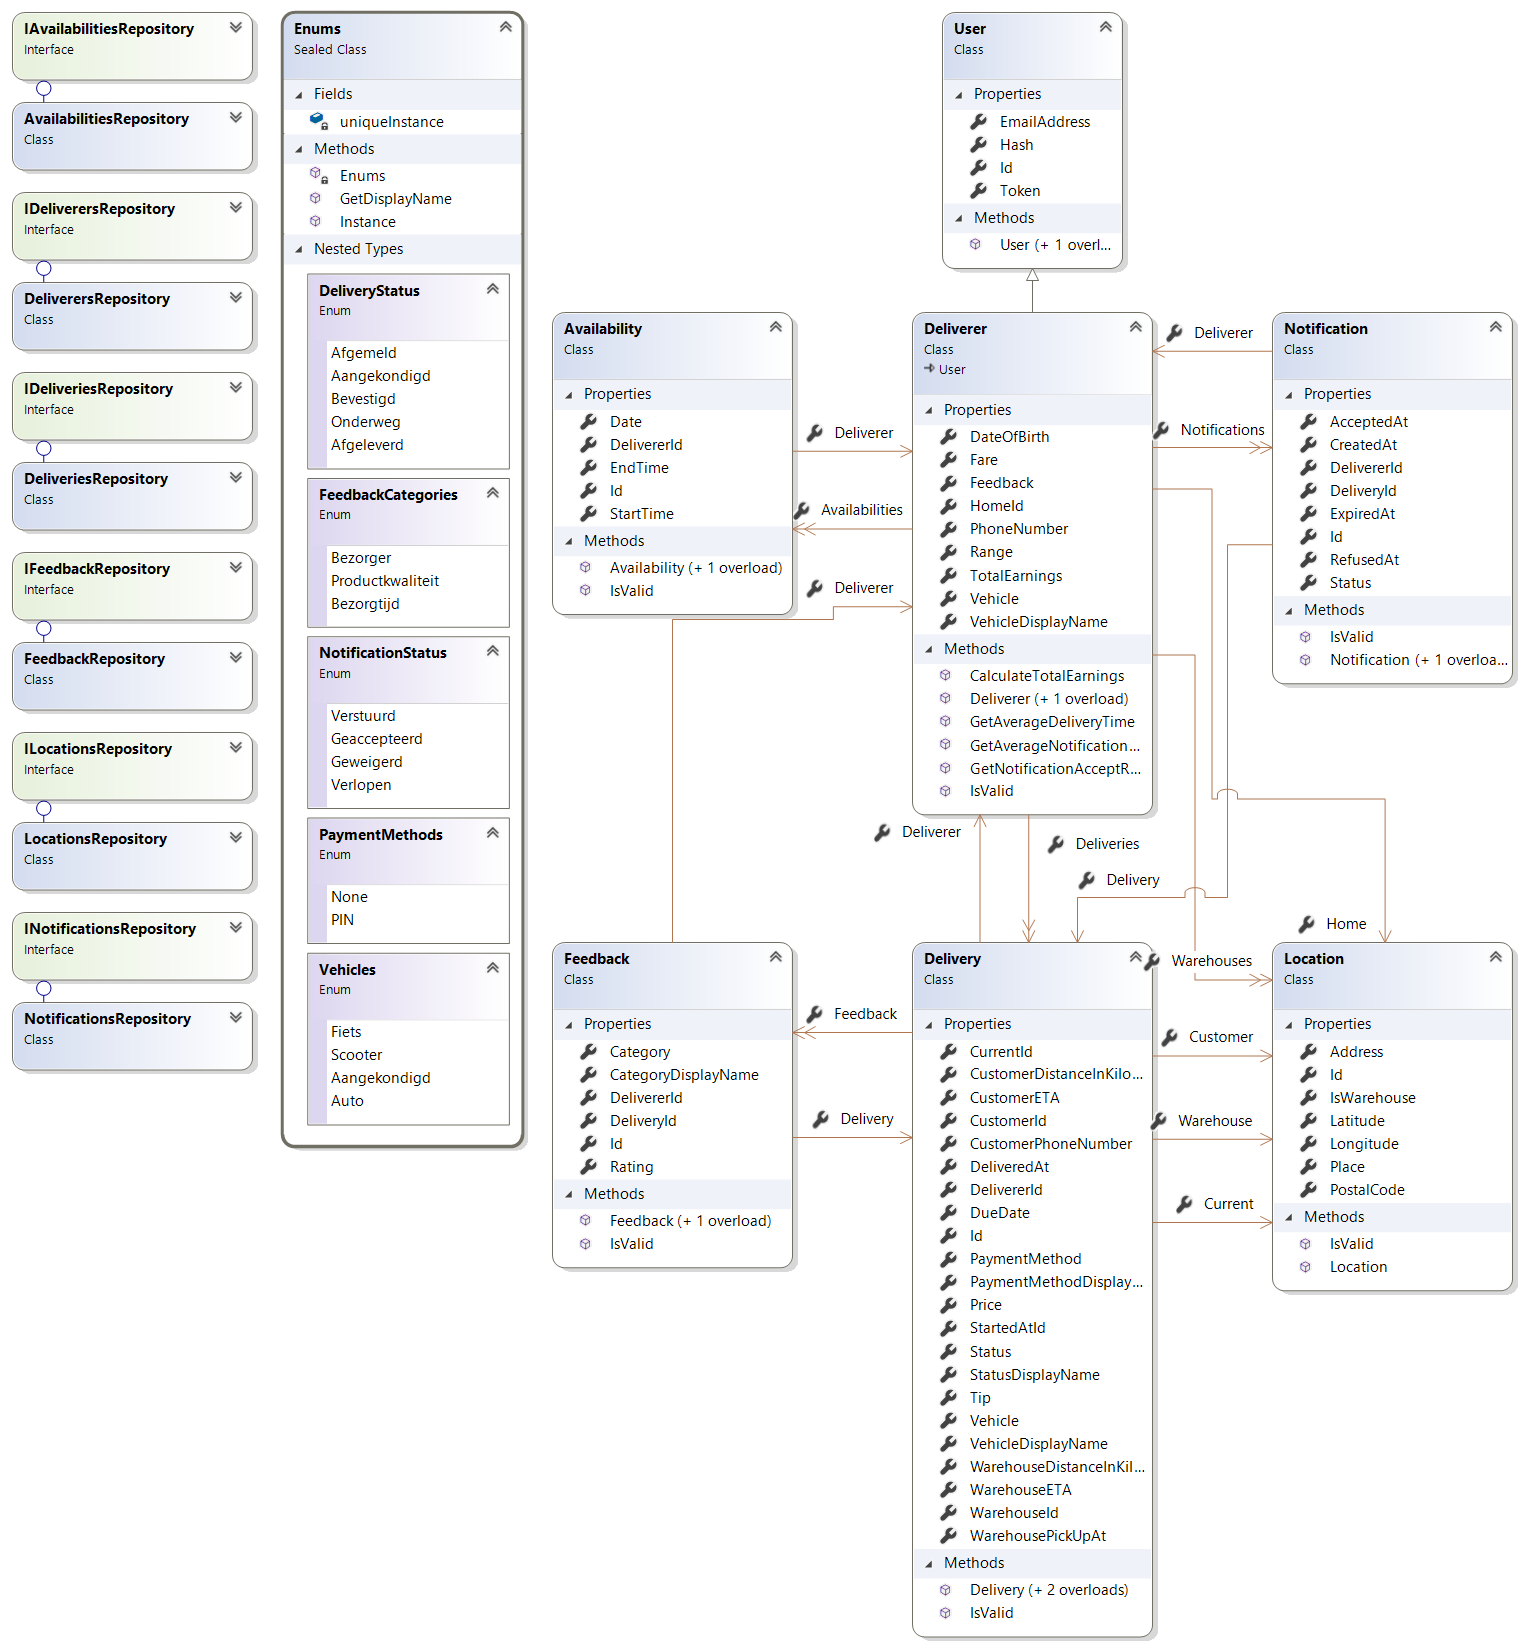 IAvailabilitiesRepository
Interface
AvailabilitiesRepository
Class
IDeliverersRepository
Interface
DeliverersRepository
Class
IDeliveriesRepository
Interface
DeliveriesRepository
Class
IFeedbackRepository
Interface
FeedbackRepository
Class
ILocationsRepository
Interface
LocationsRepository
Class
INotificationsRepository
Interface
NotificationsRepository
Class
Enums
Sealed Class
Fields
uniqueInstance
Methods
Enums
GetDisplayName
Instance
Nested Types
DeliveryStatus
Enum
Afgemeld
Aangekondigd
Bevestigd
Onderweg
Afgeleverd
FeedbackCategories
Enum
Bezorger
Productkwaliteit
Bezorgtijd
NotificationStatus
Enum
Verstuurd
Geaccepteerd
Geweigerd
Verlopen
PaymentMethods
Enum
None
PIN
Vehicles
Enum
Fiets
Scooter
Aangekondigd
Auto
User
Class
Properties
EmailAddress
Hash
Id
Token
Methods
User (+ 1 overl...
Availability
Class
Properties
Date
DelivererId
EndTime
Id
StartTime
Methods
Availability (+ 1 overload)
IsValid
Deliverer
Availabilities
Deliverer
Deliverer
Class
User
Properties
DateOfBirth
Fare
Feedback
HomeId
PhoneNumber
Range
TotalEarnings
Vehicle
VehicleDisplayName
Methods
CalculateTotalEarnings
Deliverer (+ 1 overload)
GetAverageDeliveryTime
GetAverageNotification...
GetNotificationAcceptR...
IsValid
Deliverer
Notifications
Notification
Class
Properties
AcceptedAt
CreatedAt
DelivererId
DeliveryId
ExpiredAt
Id
RefusedAt
Status
Methods
IsValid
Notification (+ 1 overloa...
Deliverer
Deliveries
Delivery
Home
Warehouses
Feedback
Class
Properties
Category
CategoryDisplayName
DelivererId
DeliveryId
Id
Rating
Methods
Feedback (+ 1 overload)
IsValid
Feedback
Delivery
Delivery
Class
Properties
CurrentId
CustomerDistanceInKilo...
CustomerETA
CustomerId
CustomerPhoneNumber
DeliveredAt
DelivererId
DueDate
Id
PaymentMethod
PaymentMethodDisplay...
Price
StartedAtId
Status
StatusDisplayName
Tip
Vehicle
VehicleDisplayName
WarehouseDistanceInKil...
WarehouseETA
WarehouseId
WarehousePickUpAt
Methods
Delivery (+ 2 overloads)
IsValid
Customer
Warehouse
Current
Location
Class
Properties
Address
Id
IsWarehouse
Latitude
Longitude
Place
PostalCode
Methods
IsValid
Location